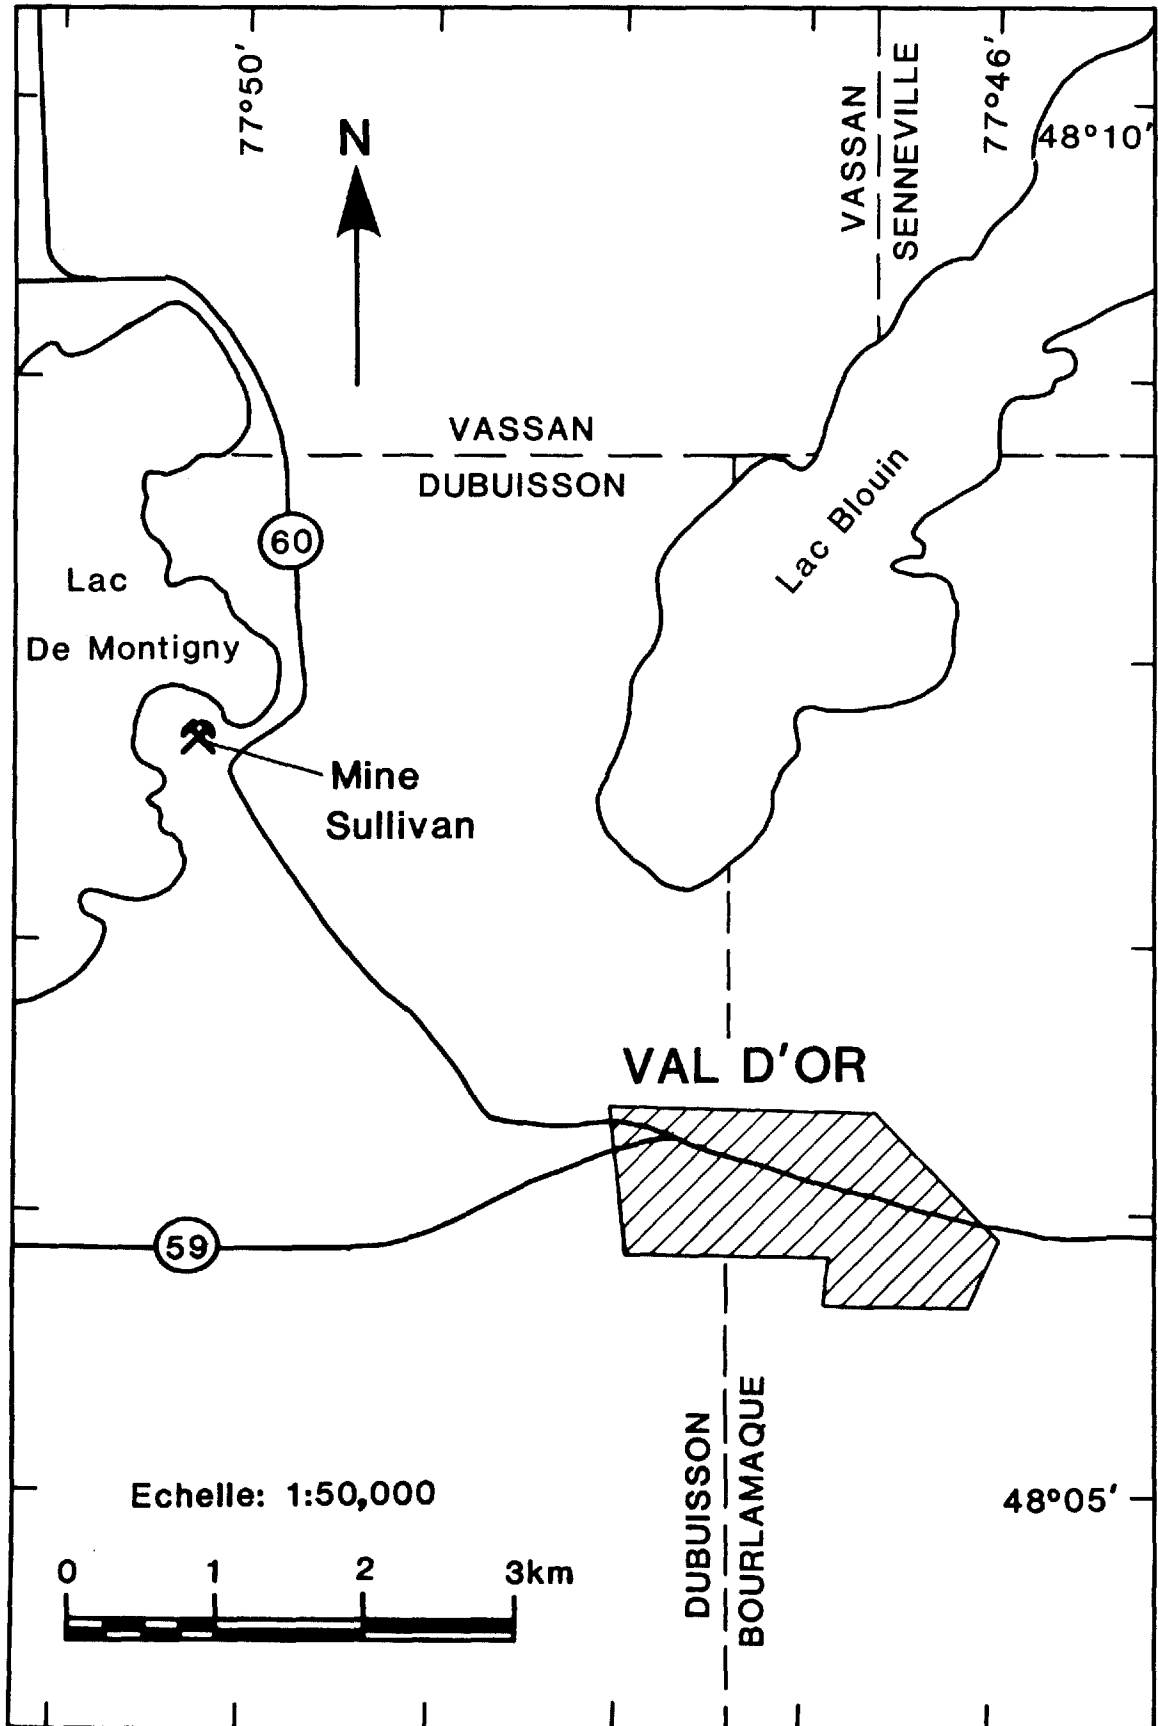 77°50'
VASSAN
SENNEVILLE
77°46'
48°10'
N
VASSAN
DUBUISSON
60
Lac Blouin
Lac
De Montigny
Mine
Sullivan
VAL D'OR
59
DUBUISSON
BOURLAMAQUE
Echelle: 1:50,000
48°05'
0 1 2 3km